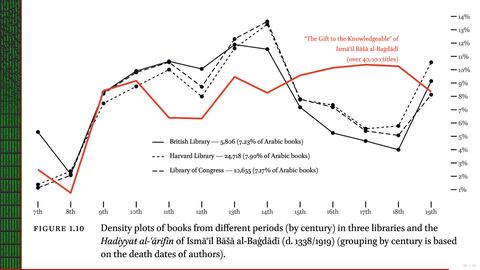 14%
"The Gift to the Knowledgeable" of
13%
Ismāʿīl Bāšā al-Baġdādī
12%
(over 40,000 titles)
11%
10%
9%
8%
7%
6%
5%
British Library — 5,806 (7.23% of Arabic books)
4%
Harvard Library — 24,718 (7.90% of Arabic books)
3%
Library of Congress — 10,655 (7.17% of Arabic books)
2%
1%
7th 8th 9th 10th 11th 12th 13th 14th 15th 16th 17th 18th 19th
FIGURE 1.10 Density plots of books from different periods (by century) in three libraries and the
Hadiyyat al-ʿārifīn of Ismāʿīl Bāšā al-Baġdādī (d. 1338/1919) (grouping by century is based
on the death dates of authors).